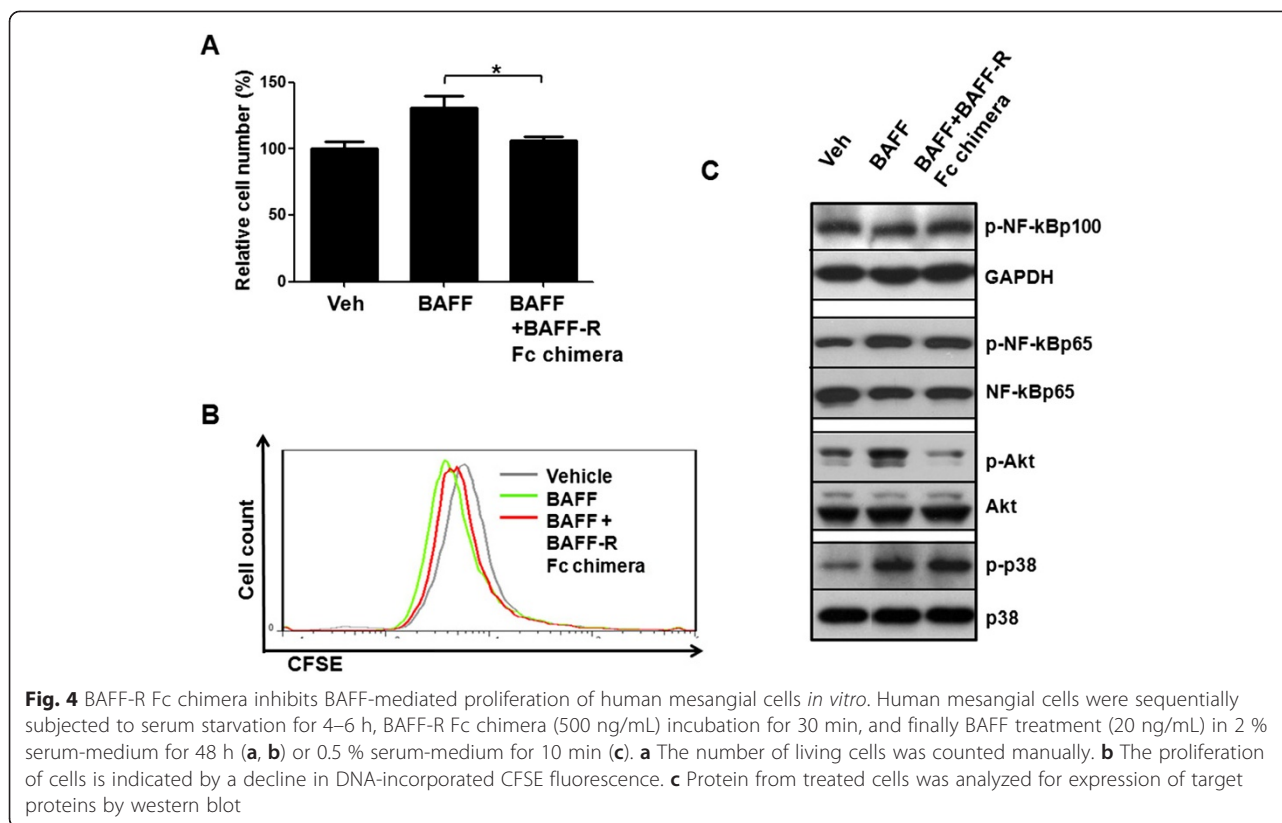 A
Relative cell number (%)
150
100
50
0
*
Veh
BAFF
BAFF
+BAFF-R
Fc chimera
B
Cell count
0
Vehicle
BAFF
BAFF +
BAFF-R
Fc chimera
CFSE
C
Veh
BAFF
BAFF+BAFF-R
Fc chimera
p-NF-kBp100
GAPDH
p-NF-kBp65
NF-kBp65
p-Akt
Akt
p-p38
p38
Fig. 4 BAFF-R Fc chimera inhibits BAFF-mediated proliferation of human mesangial cells in vitro. Human mesangial cells were sequentially
subjected to serum starvation for 4–6 h, BAFF-R Fc chimera (500 ng/mL) incubation for 30 min, and finally BAFF treatment (20 ng/mL) in 2 %
serum-medium for 48 h (a, b) or 0.5 % serum-medium for 10 min (c). a The number of living cells was counted manually. b The proliferation
of cells is indicated by a decline in DNA-incorporated CFSE fluorescence. c Protein from treated cells was analyzed for expression of target
proteins by western blot